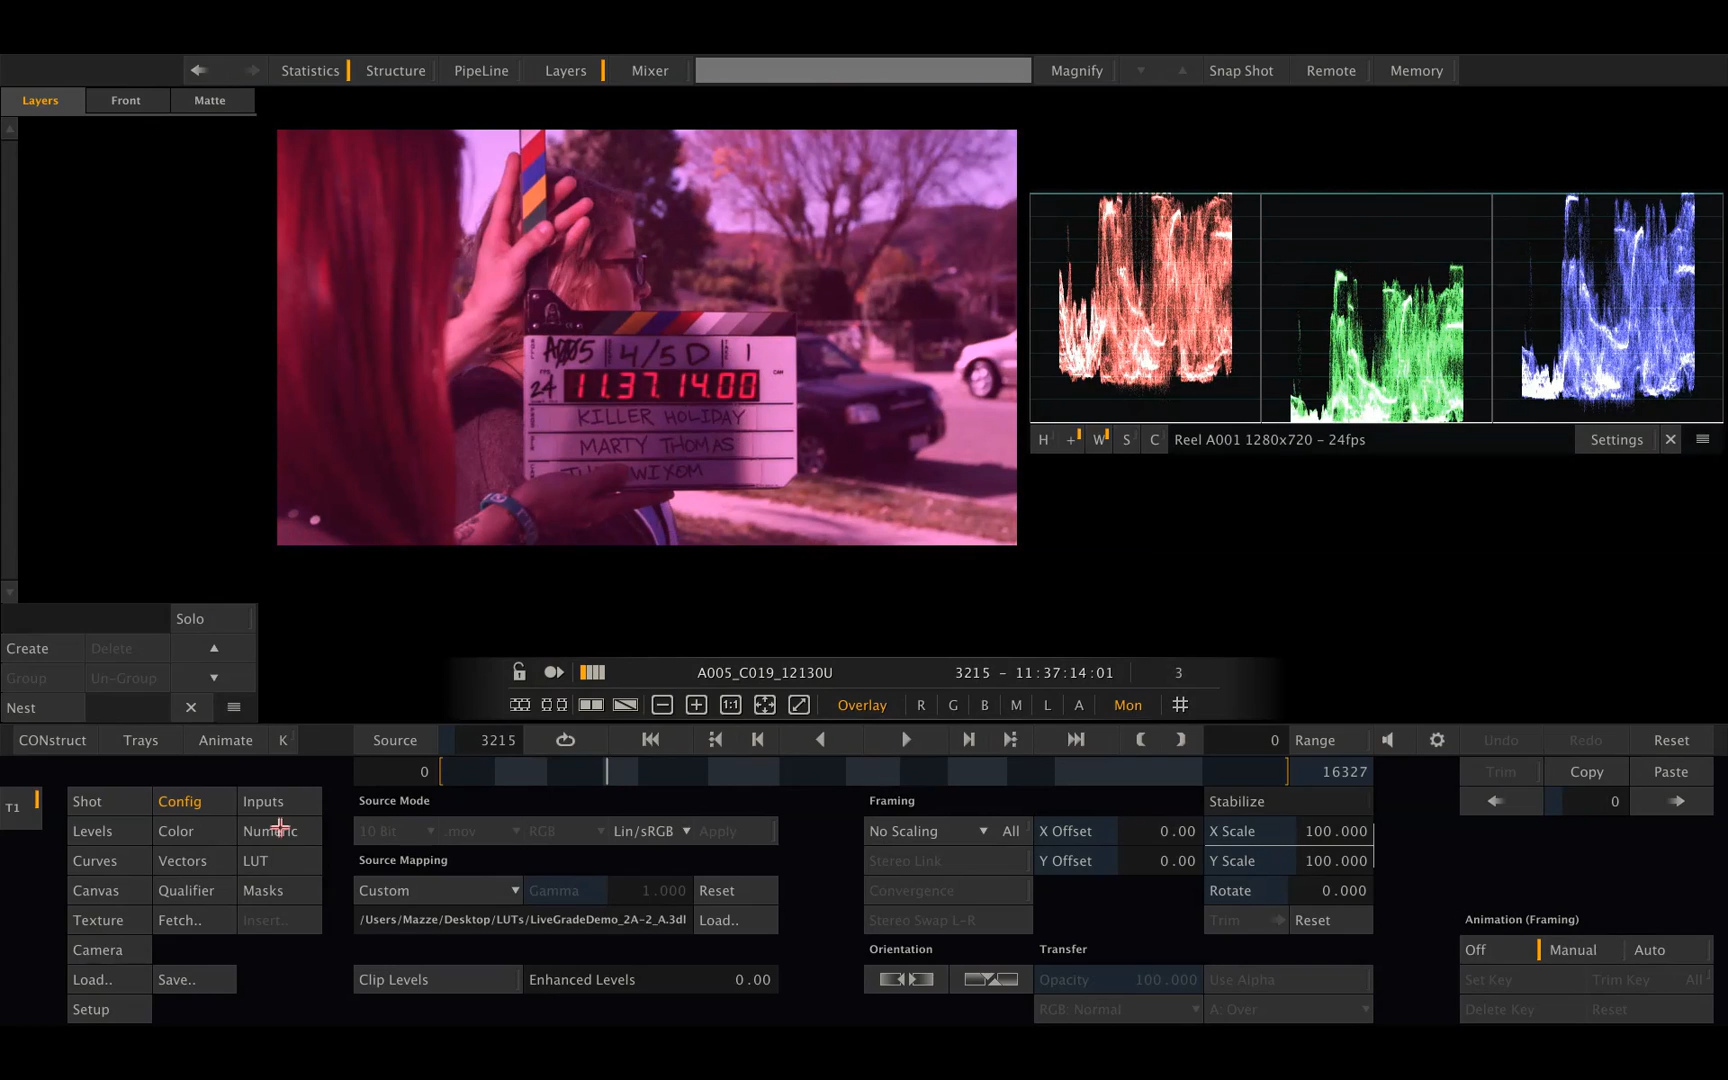 Statistics Structure PipeLine Layers Mixer Magnify Snap Shot Remote Memory
Layers Front Matte
A005 4/5 D 1
24 11.37.14.00
KILLER HOLIDAY
MARTY THOMAS
H + W S C Reel A001 1280x720 - 24fps Settings
Solo
Create Delete
Group Un-Group
Nest
A005_C019_12130U 3215 - 11:37:14:01 3
1:1 Overlay R G B M L A Mon
CONstruct Trays Animate K Source 3215 0 Range Undo Redo Reset
0 16327 Trim Copy Paste
T1
Shot Config Inputs Source Mode Framing Stabilize 0
Levels Color Numeric 10 Bit .mov RGB Lin/sRGB Apply No Scaling All X Offset 0.00 X Scale 100.000
Curves Vectors LUT Source Mapping Stereo Link Y Offset 0.00 Y Scale 100.000
Canvas Qualifier Masks Custom Gamma 1.000 Reset Convergence Rotate 0.000
Texture Fetch.. Insert.. /Users/Mazze/Desktop/LUTs/LiveGradeDemo_2A-2_A.3dl Load.. Stereo Swap L-R Trim Reset Animation (Framing)
Camera Orientation Transfer Off Manual Auto
Load.. Save.. Clip Levels Enhanced Levels 0.00 Opacity 100.000 Use Alpha Set Key Trim Key All
Setup RGB: Normal A: Over Delete Key Reset